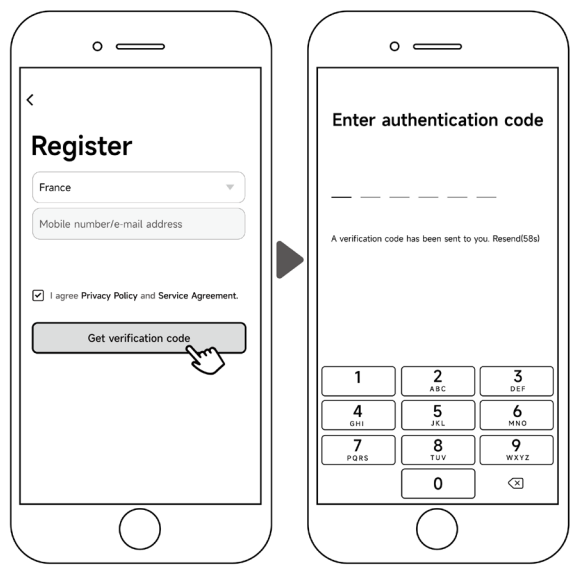 Register
France
Mobile number/e-mail address
I agree Privacy Policy and Service Agreement.
Get verification code
Enter authentication code
A verification code has been sent to you. Resend(58s)
1
2
ABC
3
DEF
4
GHI
5
JKL
6
MNO
7
PQRS
8
TUV
9
WXYZ
0